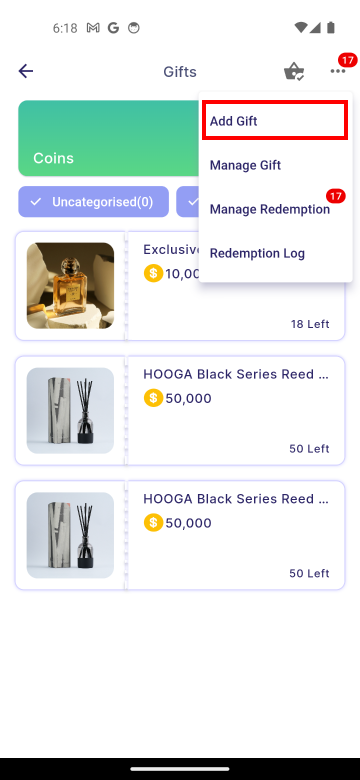 6:18
Gifts
17
Add Gift
Coins
Manage Gift
Uncategorised(0)
17
Manage Redemption
Redemption Log
10,00
18 Left
HOOGA Black Series Reed ...
50,000
50 Left
HOOGA Black Series Reed ...
50,000
50 Left